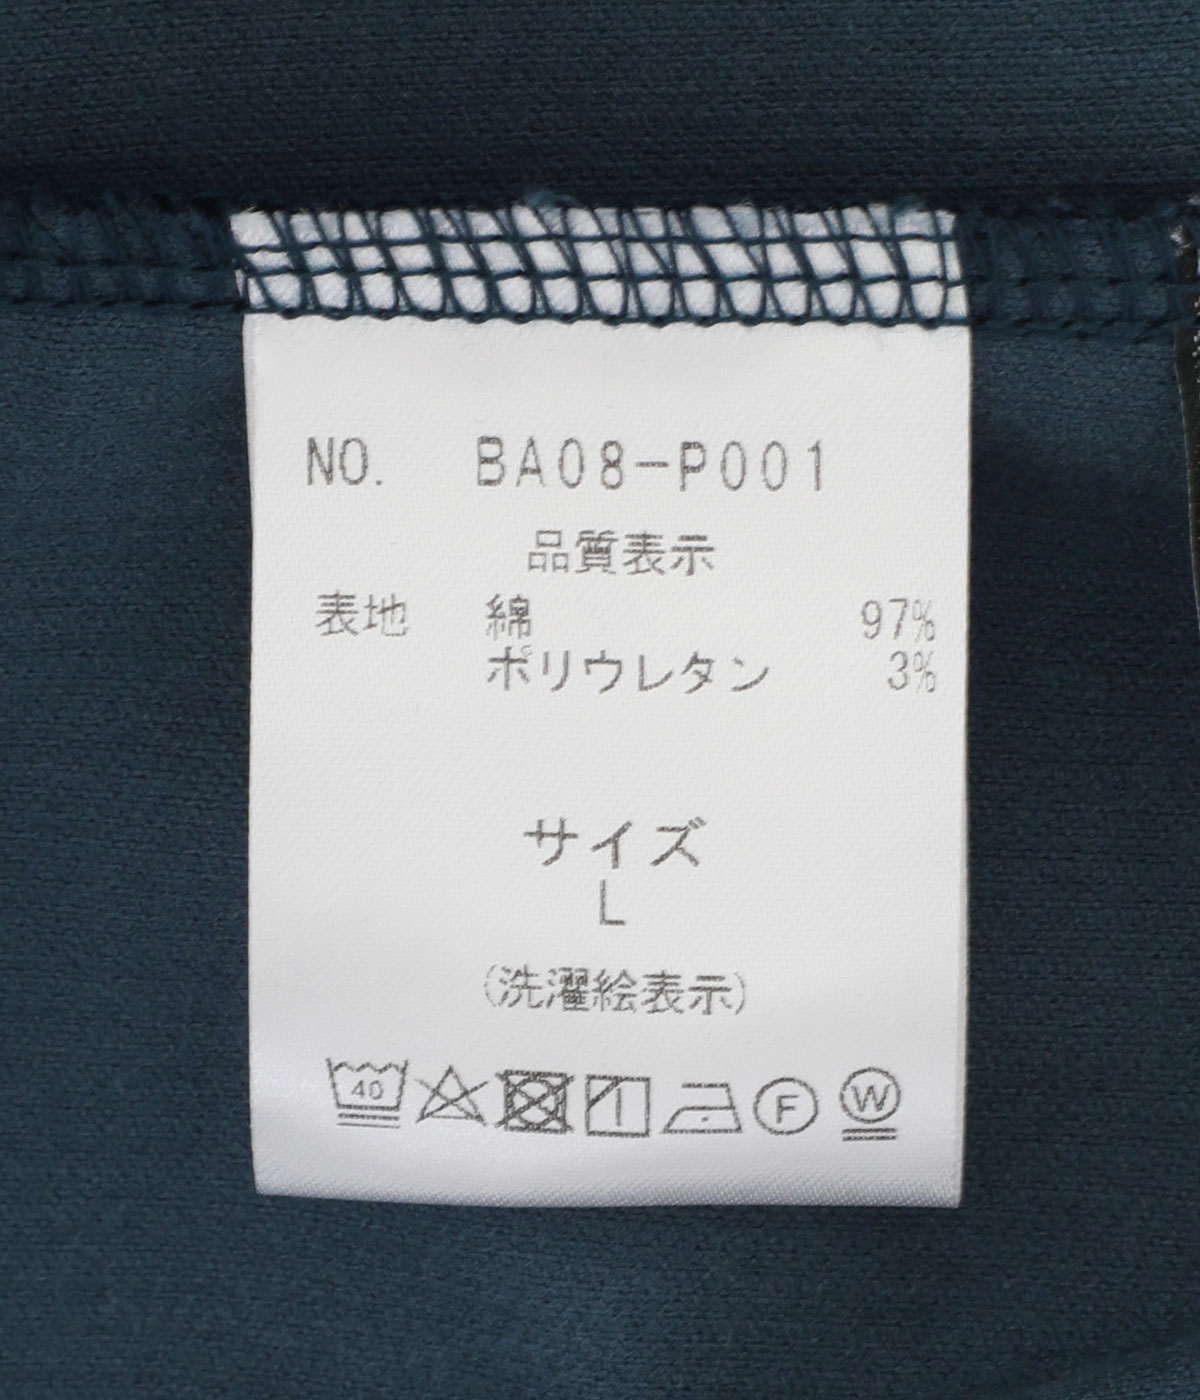 NO. BA08-P001
品質表示
表地 綿 97%
ポリウレタン 3%
サイズ
L
(洗濯絵表示)
40 F W